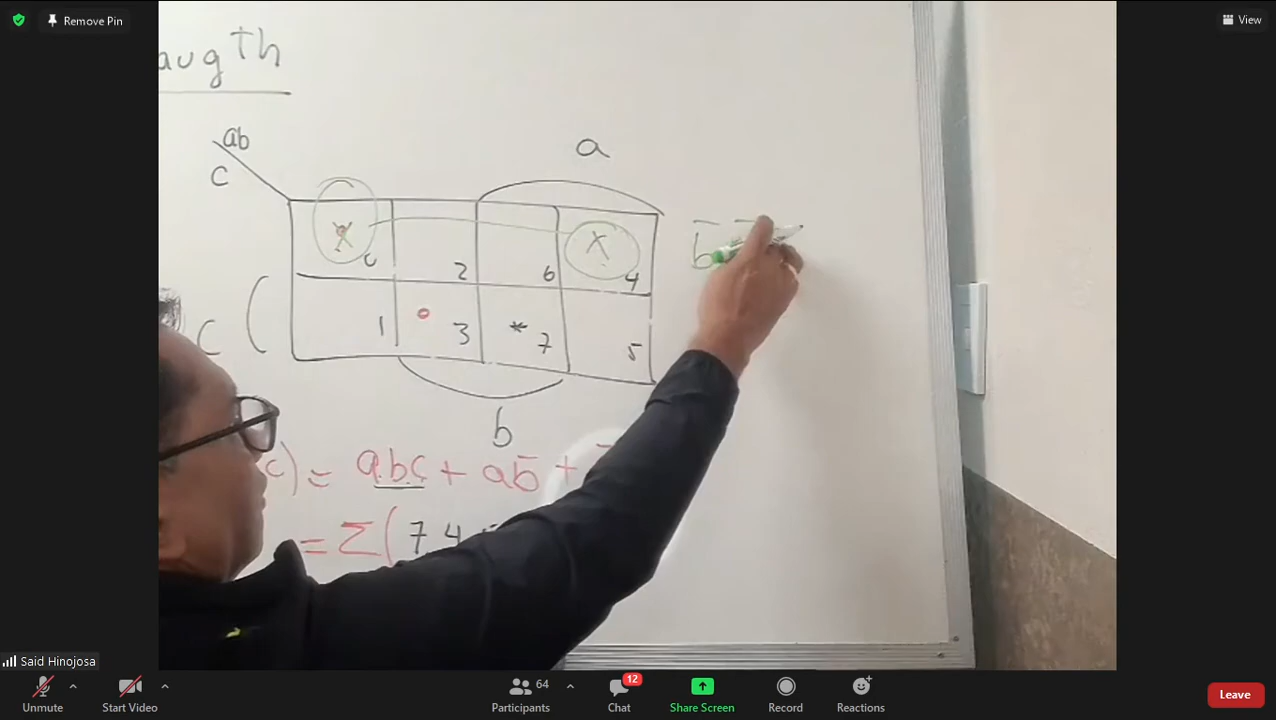 Remove Pin
View
augth
ab
c
a
0 2 6 4
c
1 3 * 7 5
b
b
c) = abc + ab̅ +
= Σ( 7,4
Said Hinojosa
Unmute
Start Video
64
Participants
12
Chat
Share Screen
Record
Reactions
Leave